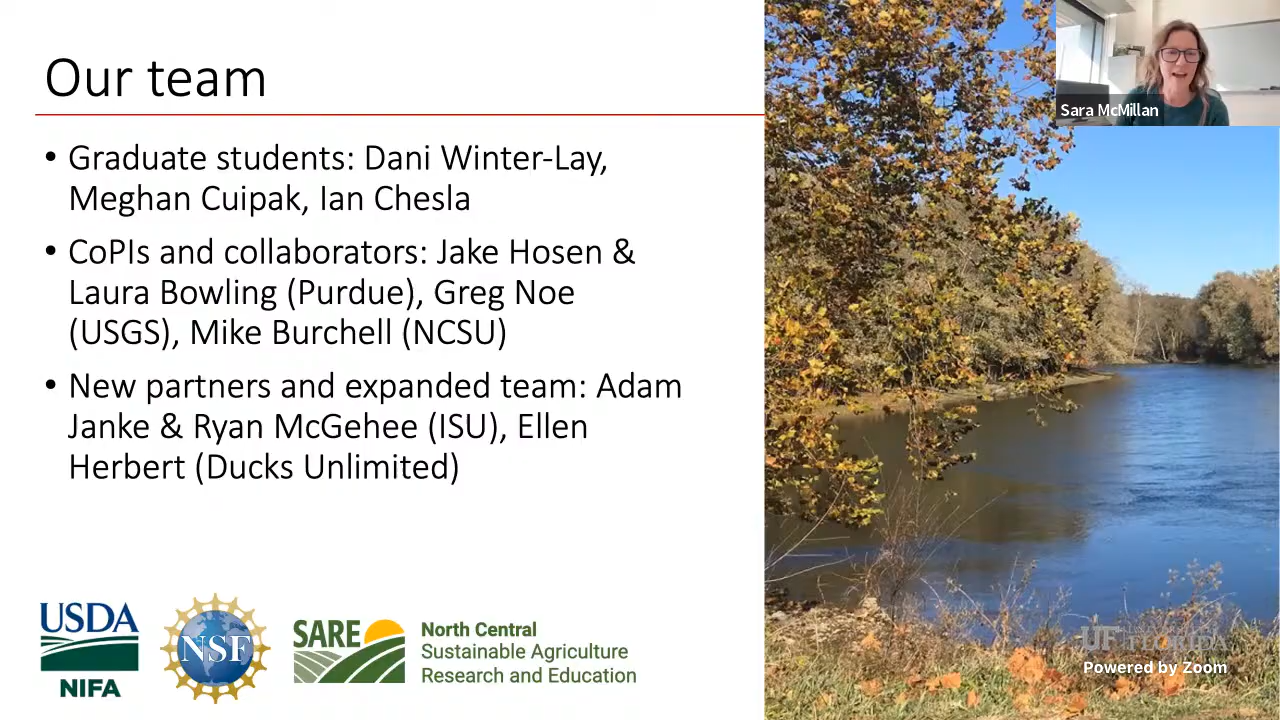 Our team
Sara McMillan
• Graduate students: Dani Winter-Lay,
Meghan Cuipak, Ian Chesla
• CoPIs and collaborators: Jake Hosen &
Laura Bowling (Purdue), Greg Noe
(USGS), Mike Burchell (NCSU)
• New partners and expanded team: Adam
Janke & Ryan McGehee (ISU), Ellen
Herbert (Ducks Unlimited)
USDA
NIFA
NSF
SARE
North Central
Sustainable Agriculture
Research and Education
UF FLORIDA
Powered by Zoom